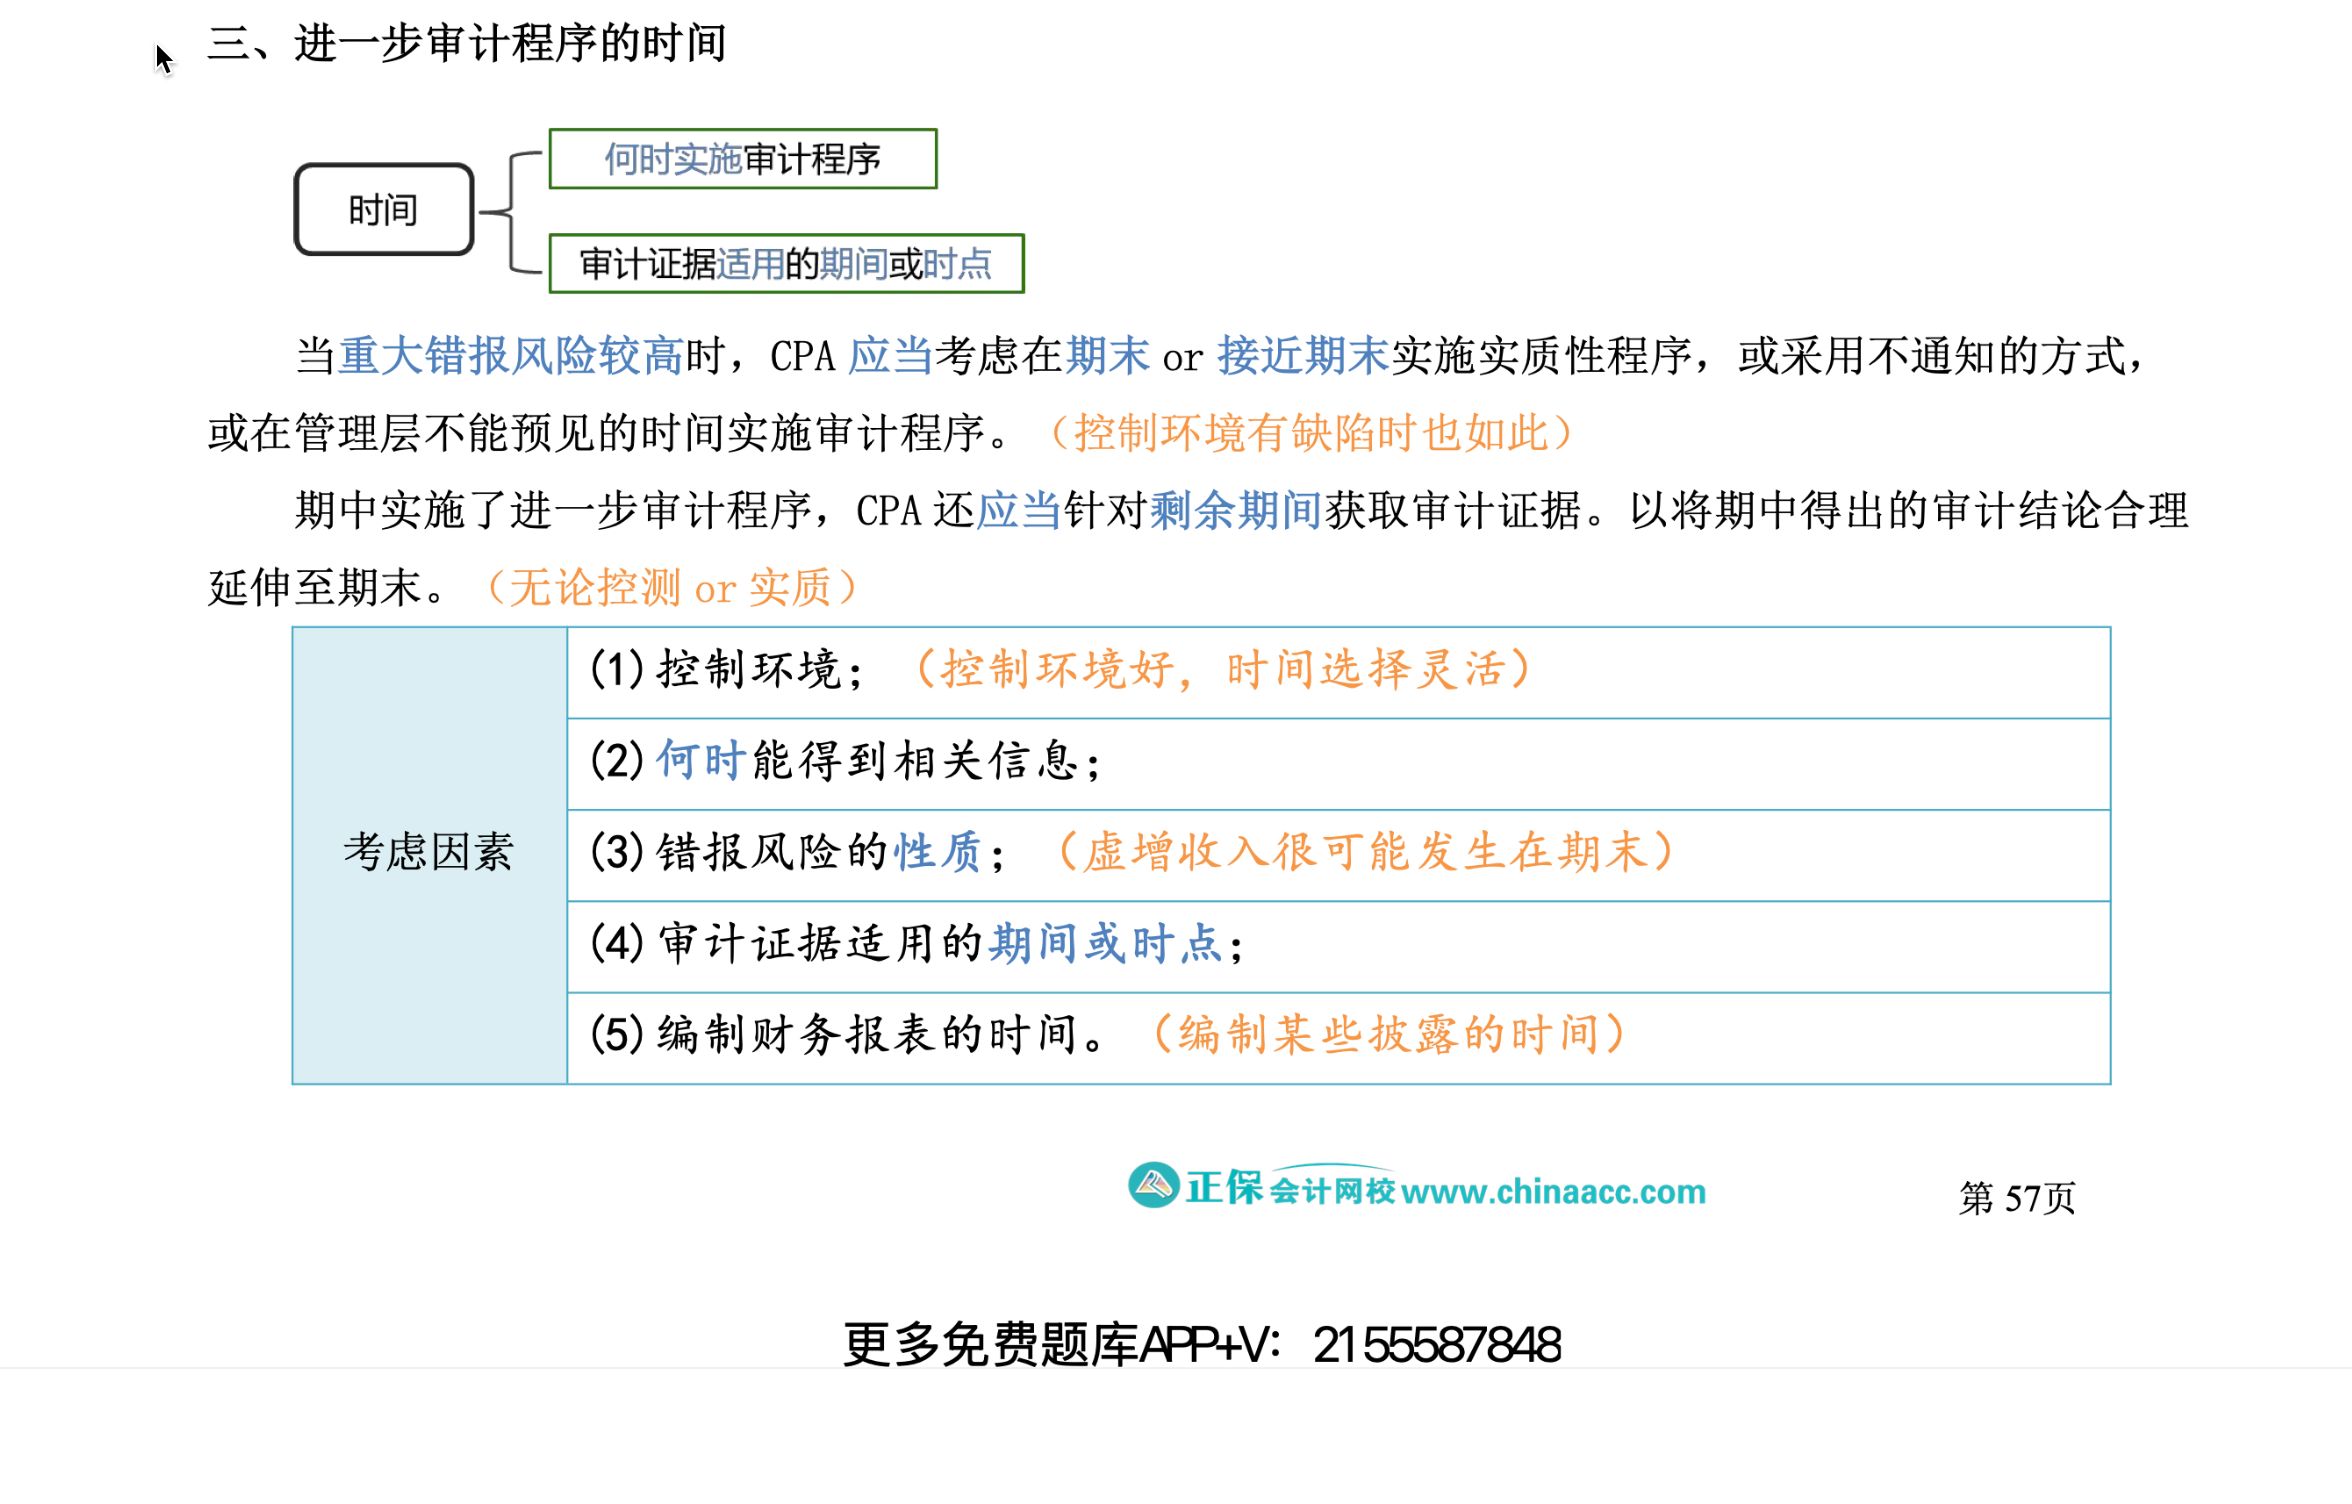 三、进一步审计程序的时间
何时实施审计程序
时间
审计证据适用的期间或时点
当重大错报风险较高时，CPA 应当考虑在期末 or 接近期末实施实质性程序，或采用不通知的方式，
或在管理层不能预见的时间实施审计程序。（控制环境有缺陷时也如此）
期中实施了进一步审计程序，CPA 还应当针对剩余期间获取审计证据。以将期中得出的审计结论合理
延伸至期末。（无论控测 or 实质）
考虑因素
(1)控制环境；（控制环境好，时间选择灵活）
(2)何时能得到相关信息；
(3)错报风险的性质；（虚增收入很可能发生在期末）
(4)审计证据适用的期间或时点；
(5)编制财务报表的时间。（编制某些披露的时间）
正保会计网校 www.chinaacc.com
第 57页
更多免费题库APP+V：2155587848